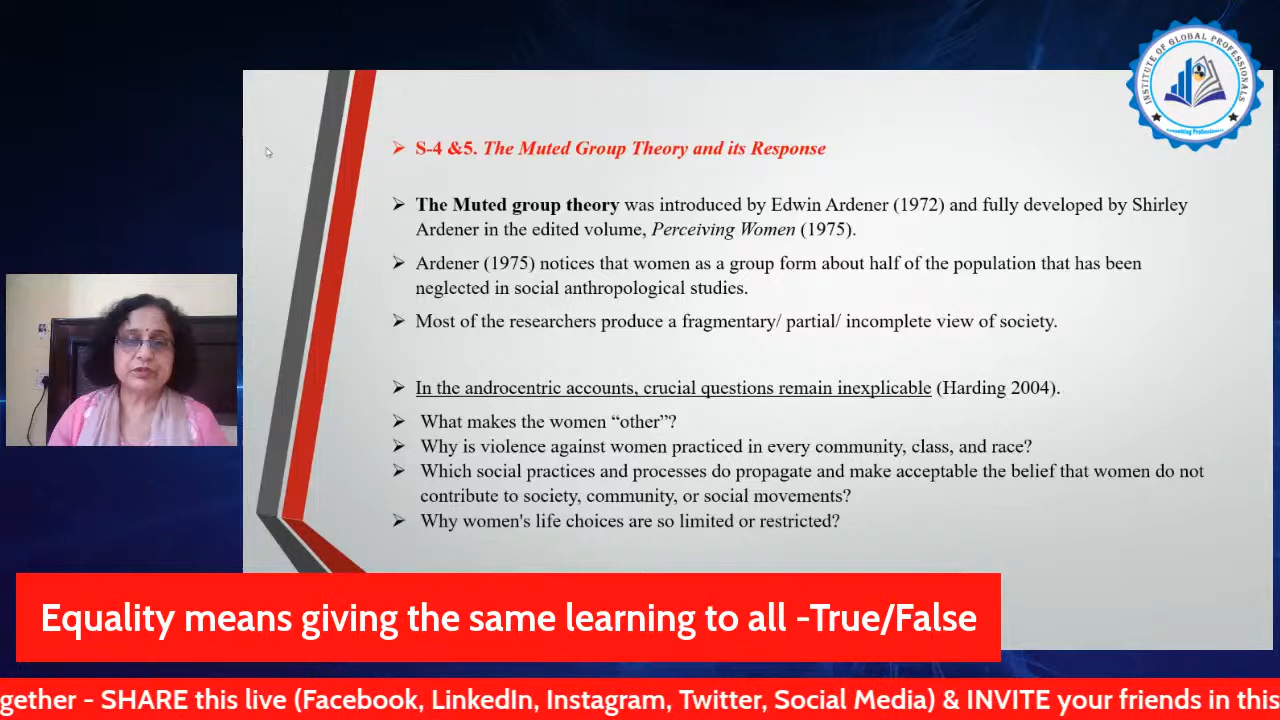 INSTITUTE OF GLOBAL PROFESSIONALS
S-4 &5. The Muted Group Theory and its Response
The Muted group theory was introduced by Edwin Ardener (1972) and fully developed by Shirley
Ardener in the edited volume, Perceiving Women (1975).
Ardener (1975) notices that women as a group form about half of the population that has been
neglected in social anthropological studies.
Most of the researchers produce a fragmentary/ partial/ incomplete view of society.
In the androcentric accounts, crucial questions remain inexplicable (Harding 2004).
What makes the women “other”?
Why is violence against women practiced in every community, class, and race?
Which social practices and processes do propagate and make acceptable the belief that women do not
contribute to society, community, or social movements?
Why women's life choices are so limited or restricted?
Equality means giving the same learning to all -True/False
gether - SHARE this live (Facebook, LinkedIn, Instagram, Twitter, Social Media) & INVITE your friends in this